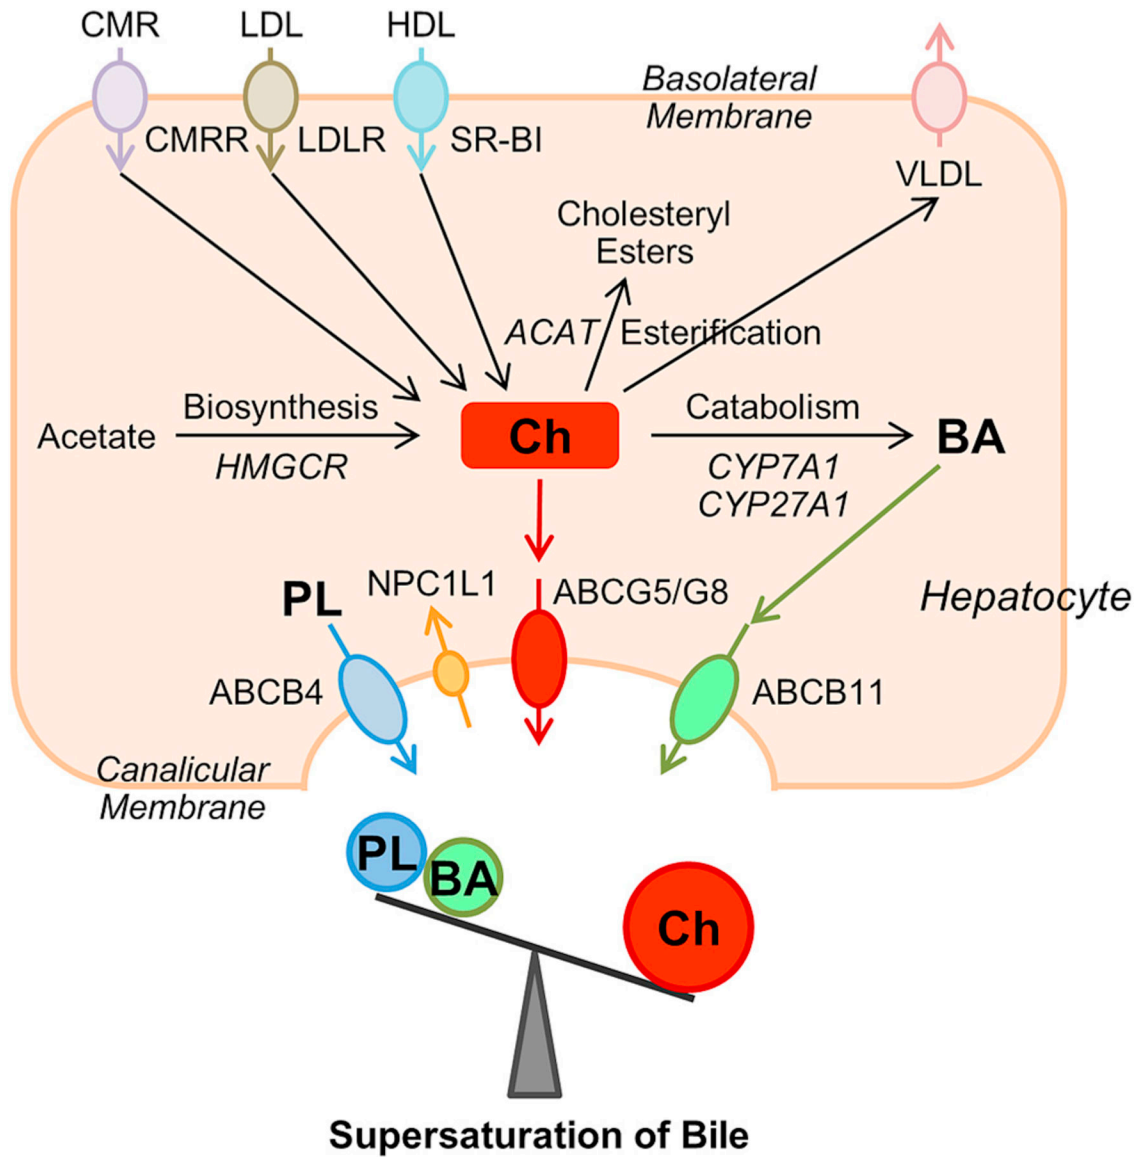 CMR
LDL
HDL
Basolateral
Membrane
CMRR
LDLR
SR-BI
VLDL
Cholesteryl
Esters
ACAT
Esterification
Biosynthesis
Catabolism
Acetate
Ch
BA
HMGCR
CYP7A1
CYP27A1
NPC1L1
ABCG5/G8
PL
Hepatocyte
ABCB4
ABCB11
Canalicular
Membrane
PL
BA
Ch
Supersaturation of Bile